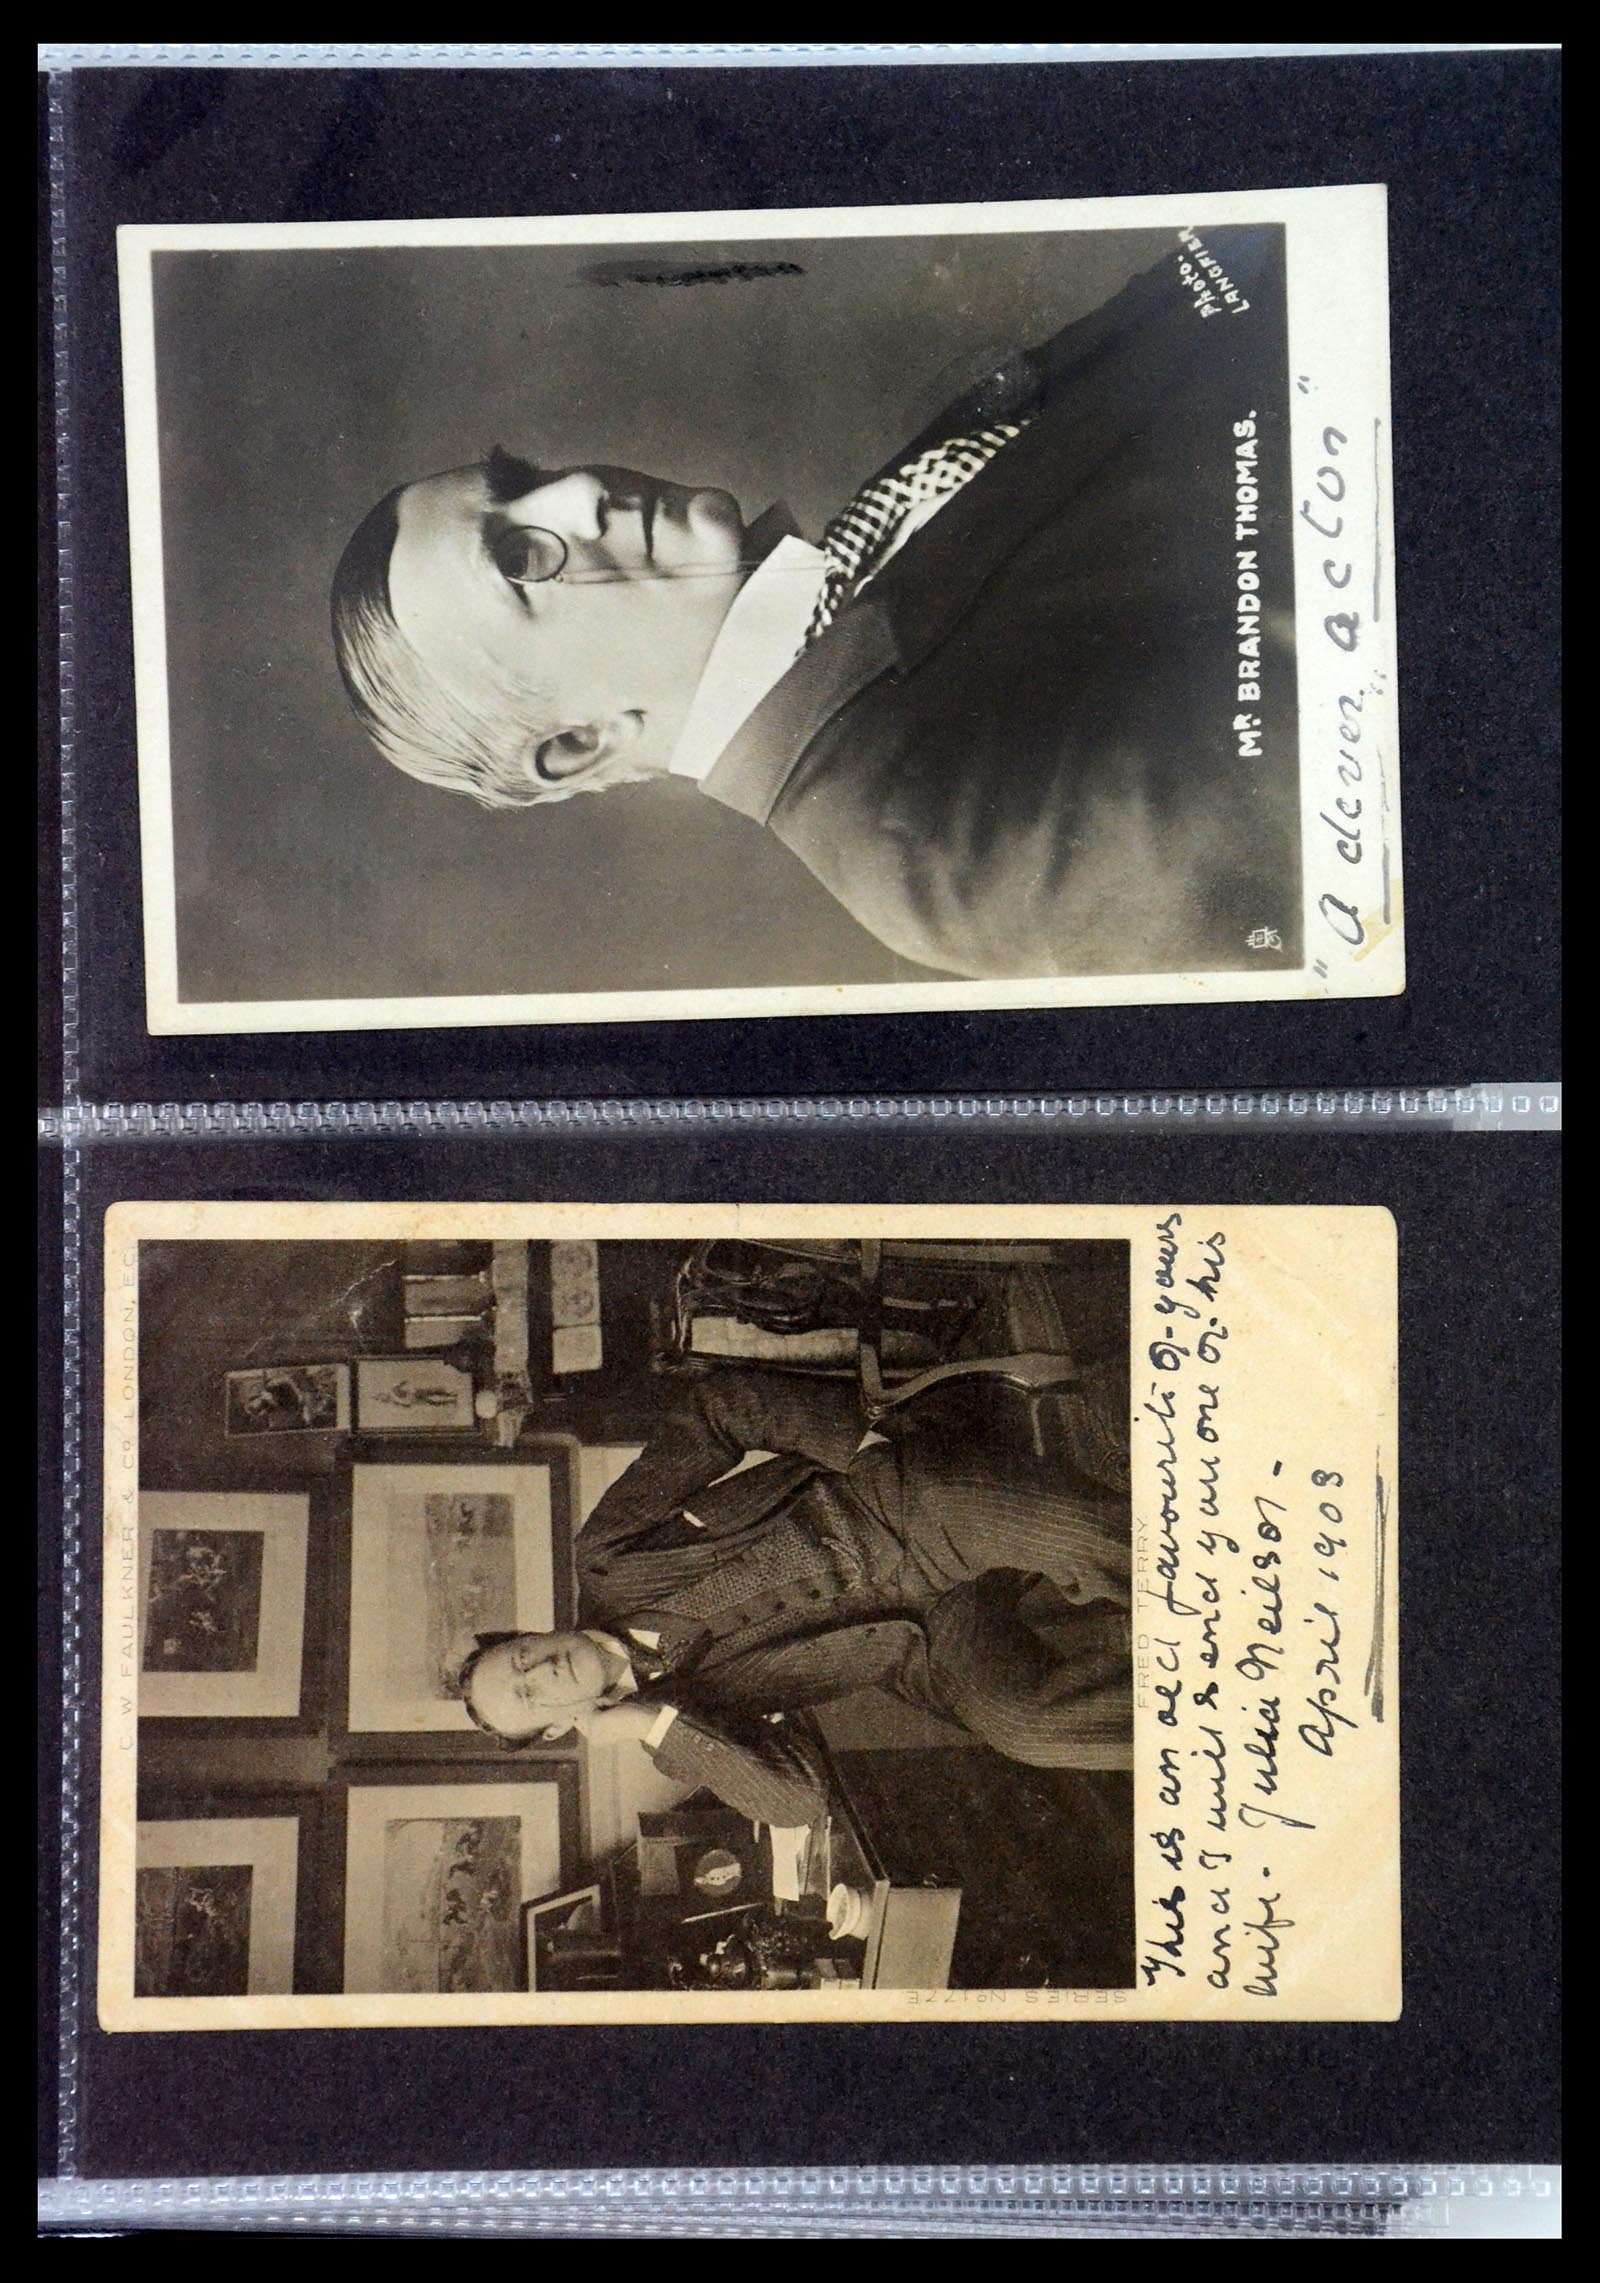 Photo.
LANGFIER
MR. BRANDON THOMAS.
" A clever actor "
C. W. FAULKNER & Co LONDON, E.C.
SERIES No 177E
FRED TERRY.
This is an old favourite of yours
and I will send you one of his
wife. Julia Neilson -
April 1903